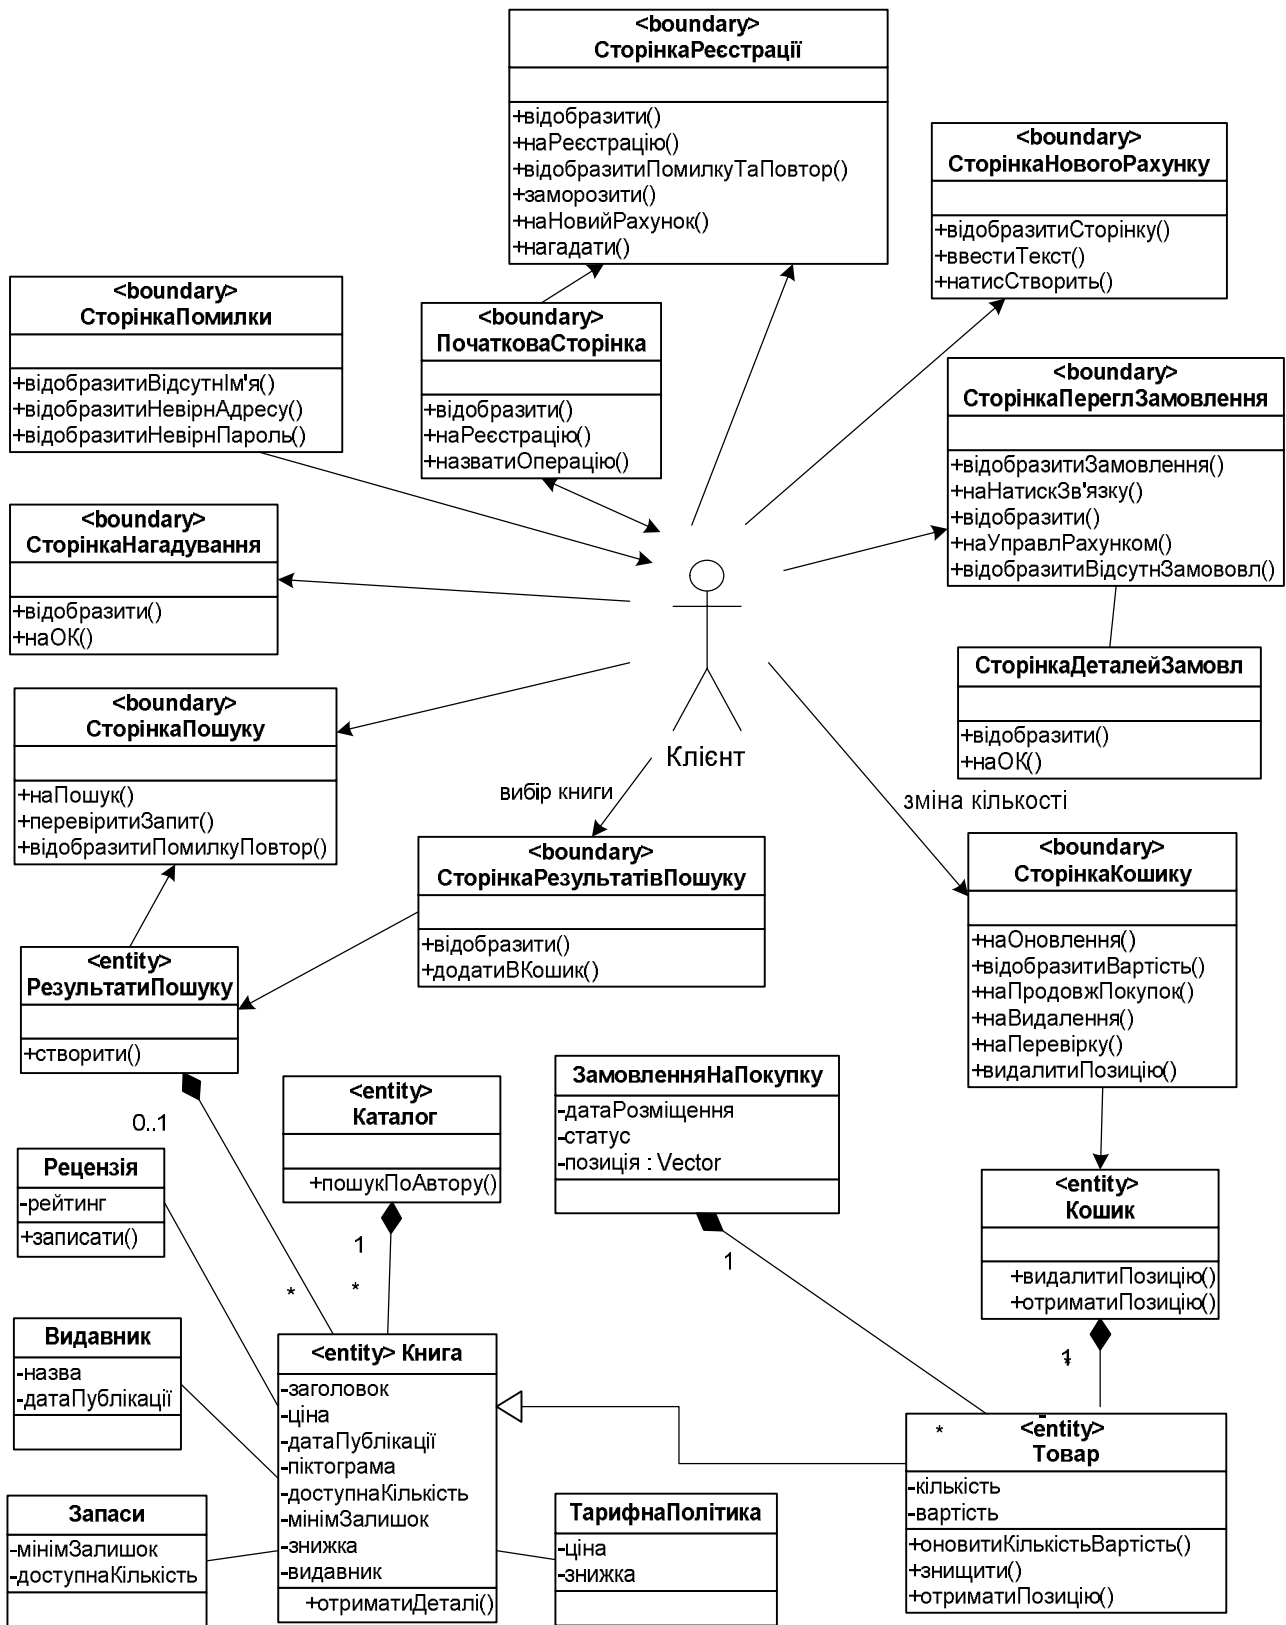 <boundary>
СторінкаРеєстрації
+відобразити()
+наРеєстрацію()
+відобразитиПомилкуТаПовтор()
+заморозити()
+наНовийРахунок()
+нагадати()
<boundary>
СторінкаНовогоРахунку
+відобразитиСторінку()
+ввестиТекст()
+натисСтворить()
<boundary>
СторінкаПомилки
+відобразитиВідсутнІм'я()
+відобразитиНевірнАдресу()
+відобразитиНевірнПароль()
<boundary>
ПочатковаСторінка
+відобразити()
+наРеєстрацію()
+назватиОперацію()
<boundary>
СторінкаПереглЗамовлення
+відобразитиЗамовлення()
+наНатискЗв'язку()
+відобразити()
+наУправлРахунком()
+відобразитиВідсутнЗамововл()
<boundary>
СторінкаНагадування
+відобразити()
+наОК()
СторінкаДеталейЗамовл
+відобразити()
+наОК()
<boundary>
СторінкаПошуку
+наПошук()
+перевіритиЗапит()
+відобразитиПомилкуПовтор()
Клієнт
вибір книги
зміна кількості
<boundary>
СторінкаРезультатівПошуку
+відобразити()
+додатиВКошик()
<boundary>
СторінкаКошику
+наОновлення()
+відобразитиВартість()
+наПродовжПокупок()
+наВидалення()
+наПеревірку()
+видалитиПозицію()
<entity>
РезультатиПошуку
+створити()
0..1
*
<entity>
Каталог
+пошукПоАвтору()
1
*
ЗамовленняНаПокупку
-датаРозміщення
-статус
-позиція : Vector
1
*
<entity>
Кошик
+видалитиПозицію()
+отриматиПозицію()
1
Рецензія
-рейтинг
+записати()
Видавник
-назва
-датаПублікації
Запаси
-мінімЗалишок
-доступнаКількість
<entity> Книга
-заголовок
-ціна
-датаПублікації
-піктограма
-доступнаКількість
-мінімЗалишок
-знижка
-видавник
+отриматиДеталі()
ТарифнаПолітика
-ціна
-знижка
<entity>
Товар
-кількість
-вартість
+оновитиКількістьВартість()
+знищити()
+отриматиПозицію()